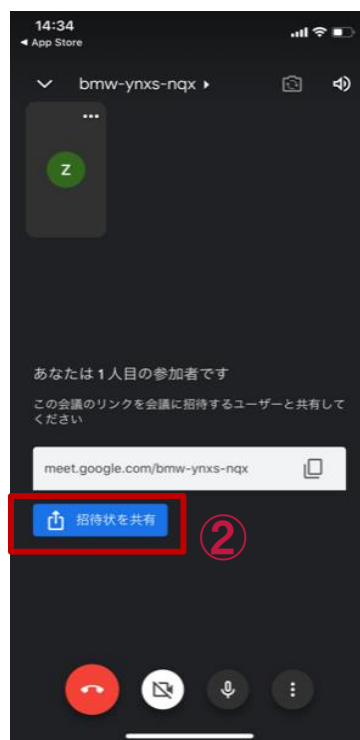 14:34
◀ App Store
bmw-ynxs-nqx ▸
z
あなたは 1 人目の参加者です
この会議のリンクを会議に招待するユーザーと共有して
ください
meet.google.com/bmw-ynxs-nqx
招待状を共有
②